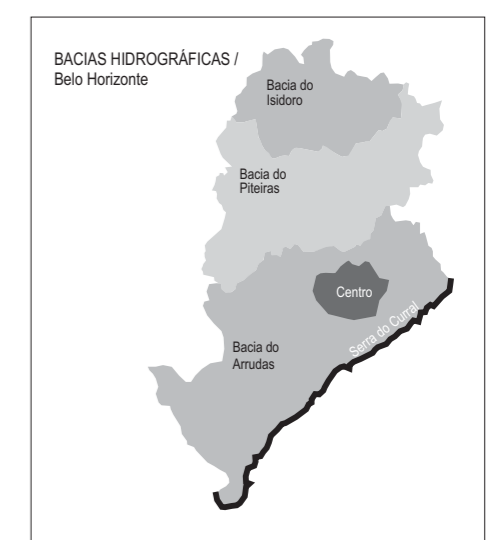 BACIAS HIDROGRÁFICAS /
Belo Horizonte
Bacia do
Isidoro
Bacia do
Piteiras
Centro
Serra do Curral
Bacia do
Arrudas